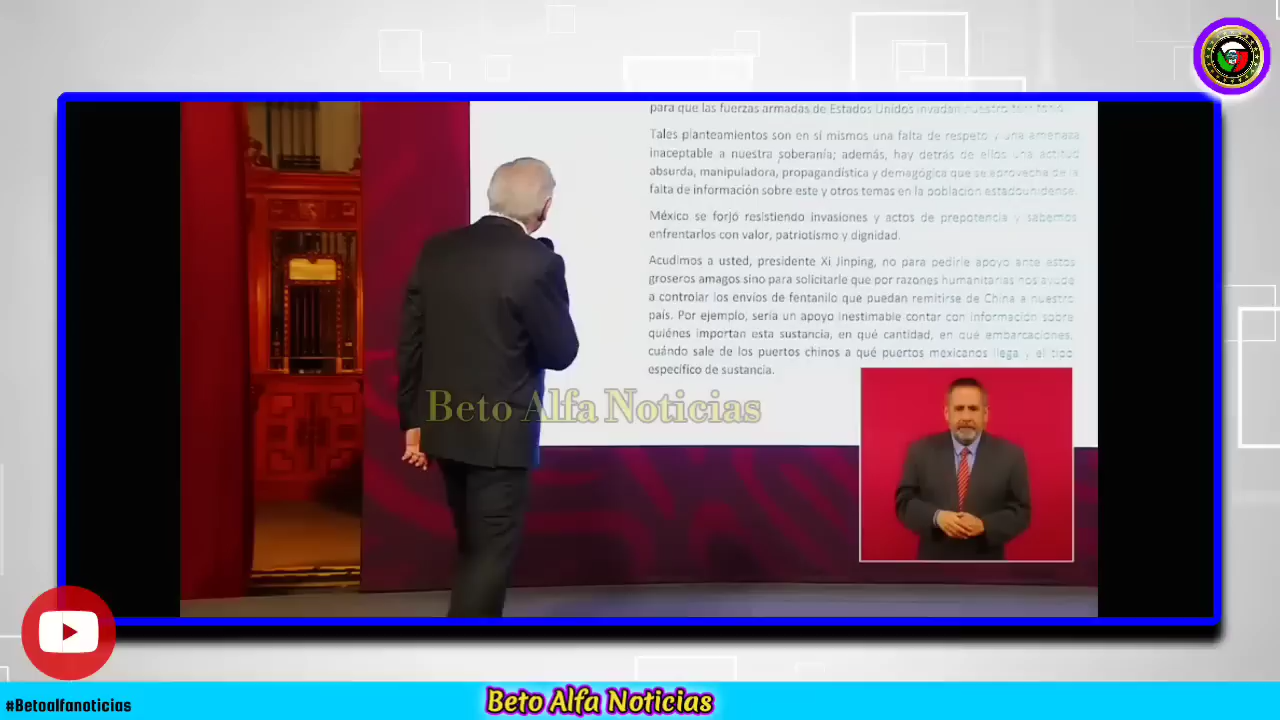 para que las fuerzas armadas de Estados Unidos invadan nuestro territorio.
Tales planteamientos son en sí mismos una falta de respeto y una amenaza
inaceptable a nuestra soberanía; además, hay detrás de ellos una actitud
absurda, manipuladora, propagandística y demagógica que se aprovecha de la
falta de información sobre este y otros temas en la población estadounidense.
México se forjó resistiendo invasiones y actos de prepotencia y sabemos
enfrentarlos con valor, patriotismo y dignidad.
Acudimos a usted, presidente Xi Jinping, no para pedirle apoyo ante estos
groseros amagos sino para solicitarle que por razones humanitarias nos ayude
a controlar los envíos de fentanilo que puedan remitirse de China a nuestro
país. Por ejemplo, sería un apoyo inestimable contar con información sobre
quiénes importan esta sustancia, en qué cantidad, en qué embarcaciones,
cuándo sale de los puertos chinos a qué puertos mexicanos llega y el tipo
específico de sustancia.
Beto Alfa Noticias
#Betoalfanoticias
Beto Alfa Noticias